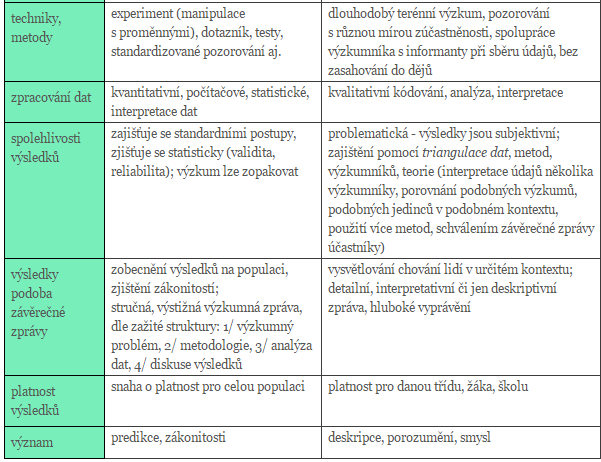 techniky,
metody
experiment (manipulace
s proměnnými), dotazník, testy,
standardizované pozorování aj.
dlouhodobý terénní výzkum, pozorování
s různou mírou zúčastněnosti, spolupráce
výzkumníka s informanty při sběru údajů, bez
zasahování do dějů
zpracování dat
kvantitativní, počítačové, statistické,
interpretace dat
kvalitativní kódování, analýza, interpretace
spolehlivosti
výsledků
zajišťuje se standardními postupy,
zjišťuje se statisticky (validita,
reliabilita); výzkum lze zopakovat
problematická - výsledky jsou subjektivní;
zajištění pomocí triangulace dat, metod,
výzkumníků, teorie (interpretace údajů několika
výzkumníky, porovnání podobných výzkumů,
podobných jedinců v podobném kontextu,
použití více metod, schválením závěrečné zprávy
účastníky)
výsledky
podoba
závěrečné
zprávy
zobecnění výsledků na populaci,
zjištění zákonitostí;
stručná, výstižná výzkumná zpráva,
dle zažité struktury: 1/ výzkumný
problém, 2/ metodologie, 3/ analýza
dat, 4/ diskuse výsledků
vysvětlování chování lidí v určitém kontextu;
detailní, interpretativní či jen deskriptivní
zpráva, hluboké vyprávění
platnost
výsledků
snaha o platnost pro celou populaci
platnost pro danou třídu, žáka, školu
význam
predikce, zákonitosti
deskripce, porozumění, smysl